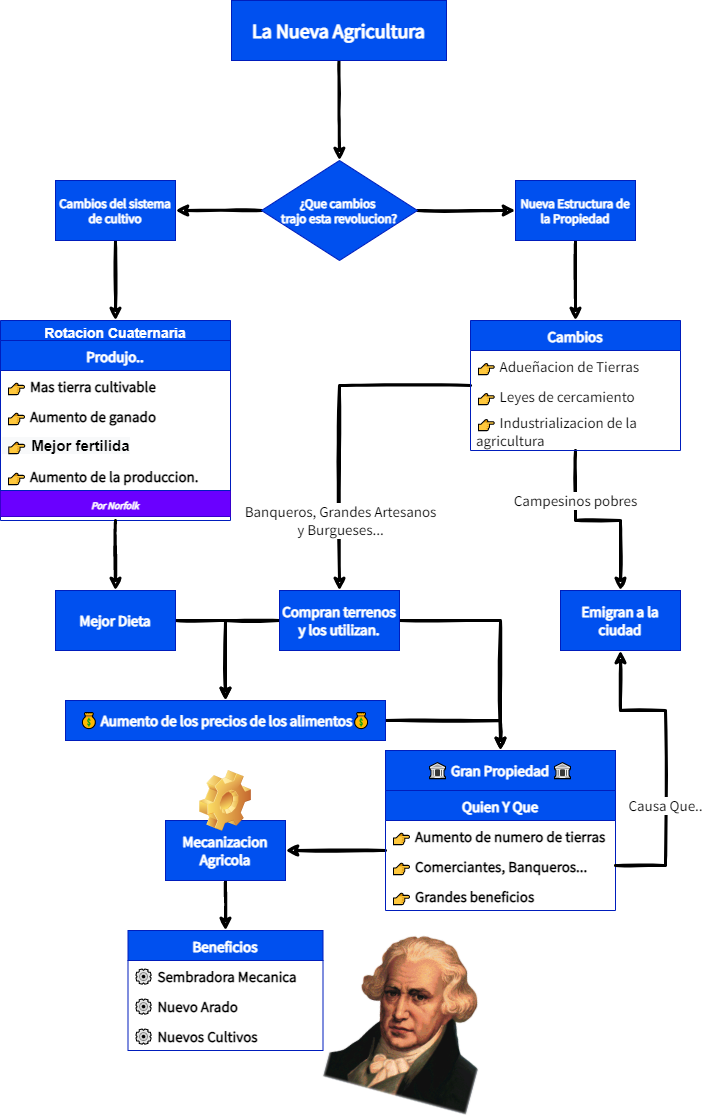 La Nueva Agricultura
¿Que cambios
trajo esta revolucion?
Cambios del sistema
de cultivo
Nueva Estructura de
la Propiedad
Rotacion Cuaternaria
Produjo..
Mas tierra cultivable
Aumento de ganado
Mejor fertilida
Aumento de la produccion.
Por Norfolk
Cambios
Adueñacion de Tierras
Leyes de cercamiento
Industrializacion de la
agricultura
Banqueros, Grandes Artesanos
y Burgueses...
Campesinos pobres
Mejor Dieta
Compran terrenos
y los utilizan.
Emigran a la
ciudad
Aumento de los precios de los alimentos
Gran Propiedad
Quien Y Que
Aumento de numero de tierras
Comerciantes, Banqueros...
Grandes beneficios
Causa Que..
Mecanizacion
Agricola
Beneficios
Sembradora Mecanica
Nuevo Arado
Nuevos Cultivos